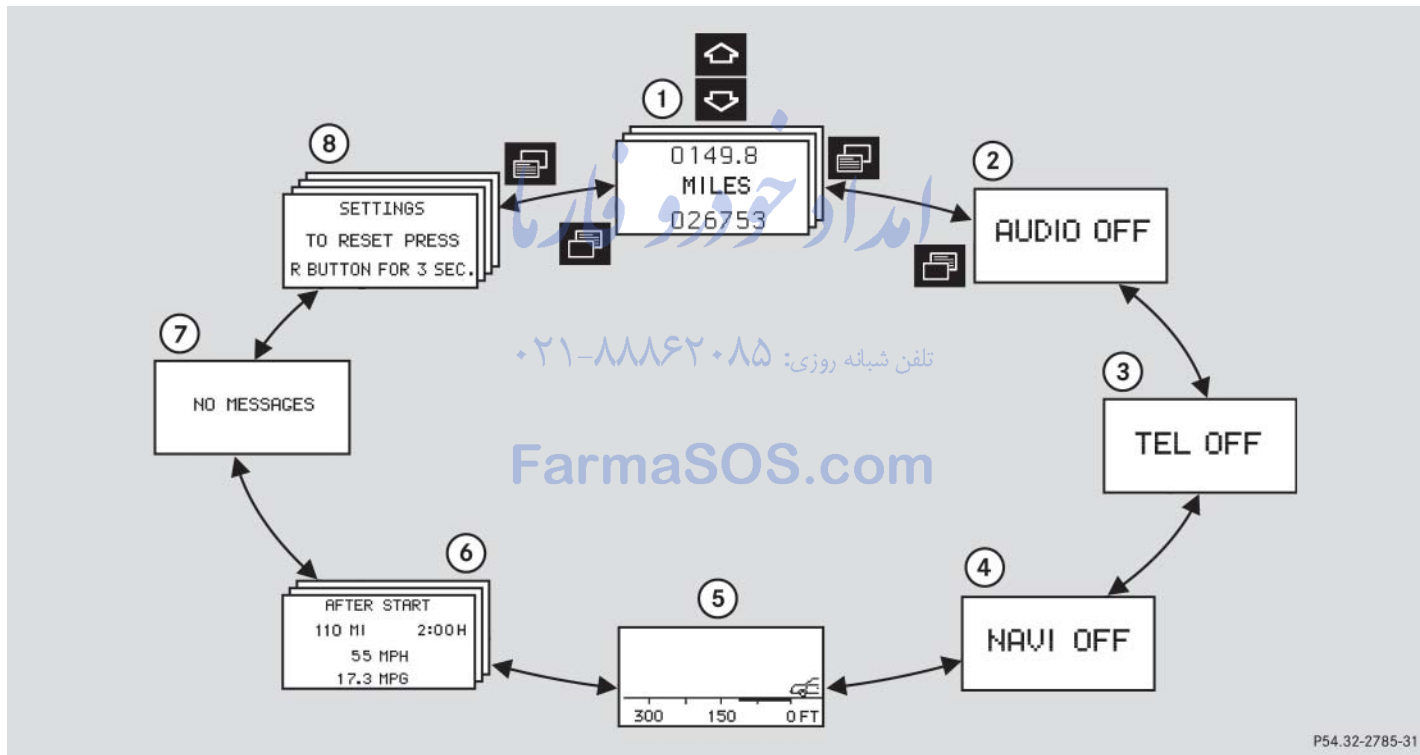 1
0149.8
MILES
026753
2
AUDIO OFF
3
TEL OFF
4
NAVI OFF
5
300 150 0 FT
6
AFTER START
110 MI 2:00H
55 MPH
17.3 MPG
7
NO MESSAGES
8
SETTINGS
TO RESET PRESS
R BUTTON FOR 3 SEC.
امداد خودرو فارما
تلفن شبانه روزی: ۰۲۱-۸۸۸۶۲۰۸۵
FarmaSOS.com
P54.32-2785-31